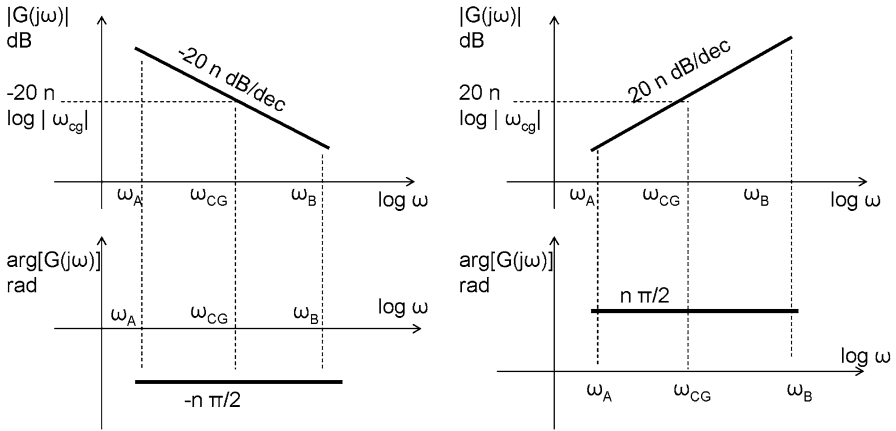 |G(jω)|
dB
-20 n dB/dec
-20 n
log | ω_cg|
ω_A
ω_CG
ω_B
log ω
arg[G(jω)]
rad
log ω
ω_A
ω_CG
ω_B
-n π/2
|G(jω)|
dB
20 n dB/dec
20 n
log | ω_cg|
ω_A
ω_CG
ω_B
log ω
arg[G(jω)]
rad
n π/2
log ω
ω_A
ω_CG
ω_B